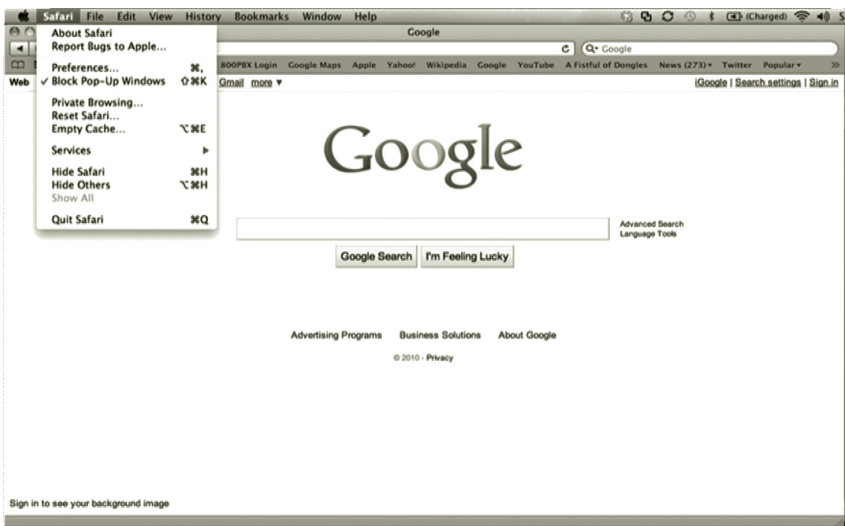 Safari File Edit View History Bookmarks Window Help (Charged)
Google
Google
800PBX Login Google Maps Apple Yahoo! Wikipedia Google YouTube A Fistful of Dongles News (273) Twitter Popular
Web Gmail more iGoogle | Search settings | Sign in
About Safari
Report Bugs to Apple...
Preferences... ⌘,
✓ Block Pop-Up Windows ⇧⌘K
Private Browsing...
Reset Safari...
Empty Cache... ⌥⌘E
Services
Hide Safari ⌘H
Hide Others ⌥⌘H
Show All
Quit Safari ⌘Q
Google
Advanced Search
Language Tools
Google Search I'm Feeling Lucky
Advertising Programs Business Solutions About Google
© 2010 - Privacy
Sign in to see your background image